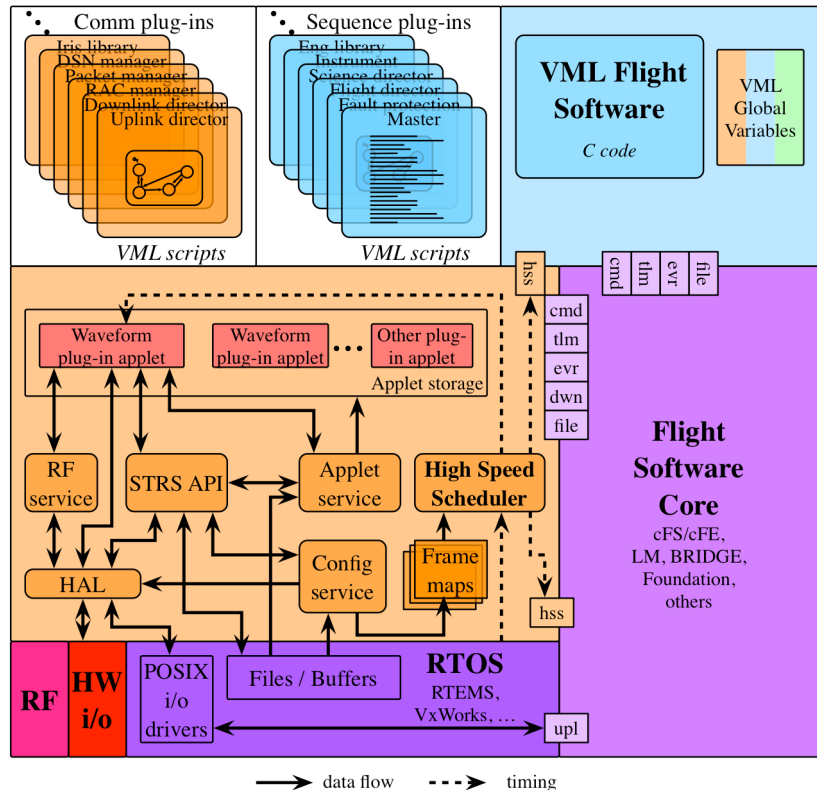 Comm plug-ins
Iris library
DSN manager
Packet manager
RAC manager
Downlink director
Uplink director
VML scripts
Sequence plug-ins
Eng library
Instrument
Science director
Flight director
Fault protection
Master
VML scripts
VML Flight
Software
C code
VML
Global
Variables
hss
cmd
tlm
evr
file
cmd
tlm
evr
dwn
file
Waveform
plug-in applet
Waveform
plug-in applet
Other plug-
in applet
Applet storage
RF
service
STRS API
Applet
service
High Speed
Scheduler
HAL
Config
service
Frame
maps
hss
Flight
Software
Core
cFS/cFE,
LM, BRIDGE,
Foundation,
others
RF
HW
i/o
POSIX
i/o
drivers
Files / Buffers
RTOS
RTEMS,
VxWorks, ...
upl
data flow
timing